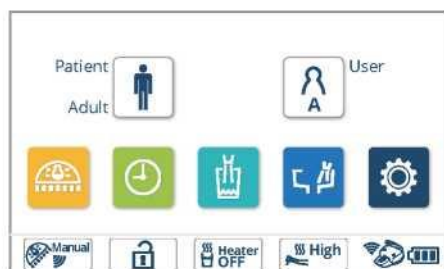 Patient
Adult
User
A
Manual
Heater
OFF
High